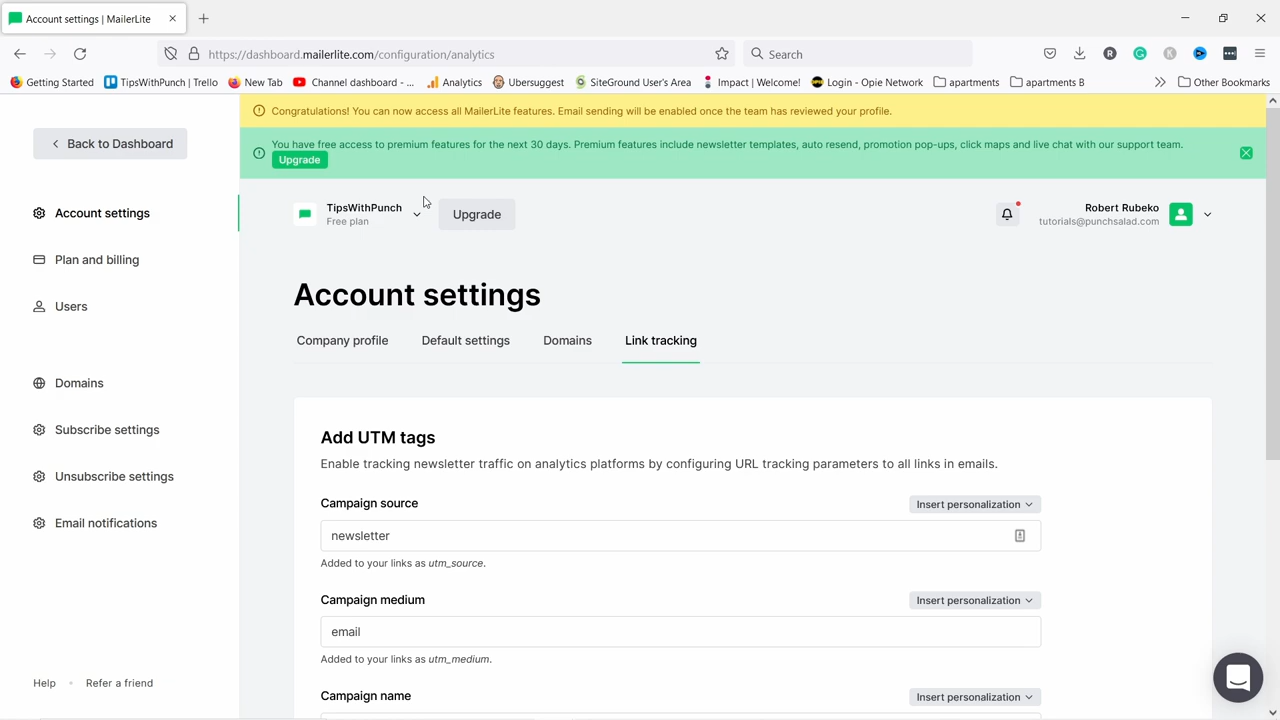 Account settings | MailerLite
https://dashboard.mailerlite.com/configuration/analytics
Search
Getting Started
TipsWithPunch | Trello
New Tab
Channel dashboard - ...
Analytics
Ubersuggest
SiteGround User's Area
Impact | Welcome!
Login - Opie Network
apartments
apartments B
Other Bookmarks
Congratulations! You can now access all MailerLite features. Email sending will be enabled once the team has reviewed your profile.
You have free access to premium features for the next 30 days. Premium features include newsletter templates, auto resend, promotion pop-ups, click maps and live chat with our support team.
Upgrade
Back to Dashboard
Account settings
Plan and billing
Users
Domains
Subscribe settings
Unsubscribe settings
Email notifications
Help
Refer a friend
TipsWithPunch
Free plan
Upgrade
Robert Rubeko
tutorials@punchsalad.com
Account settings
Company profile
Default settings
Domains
Link tracking
Add UTM tags
Enable tracking newsletter traffic on analytics platforms by configuring URL tracking parameters to all links in emails.
Campaign source
Insert personalization
newsletter
Added to your links as utm_source.
Campaign medium
Insert personalization
email
Added to your links as utm_medium.
Campaign name
Insert personalization